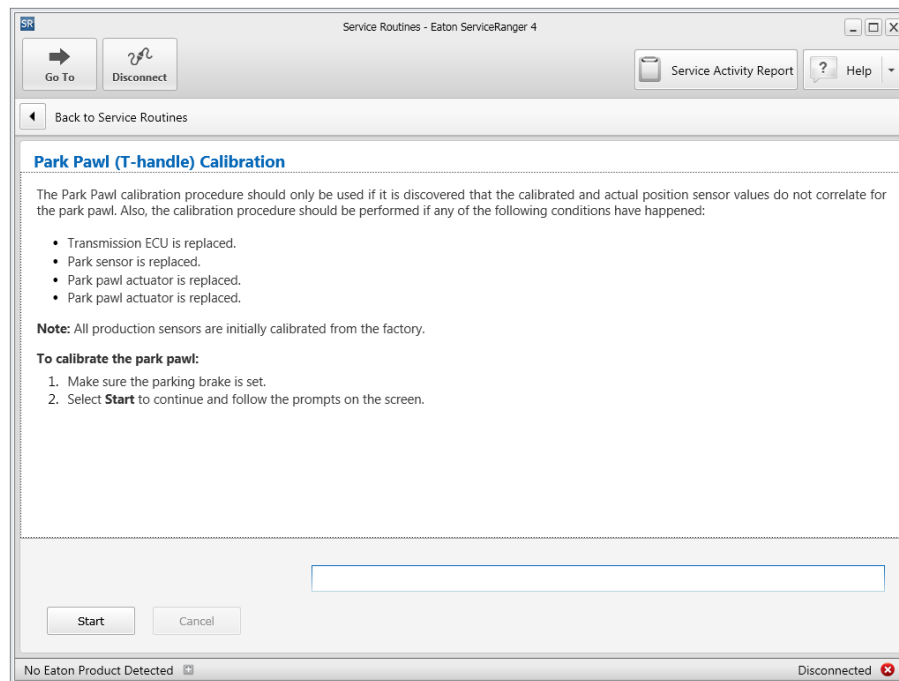 SR
Service Routines - Eaton ServiceRanger 4
Go To
Disconnect
Service Activity Report
? Help
Back to Service Routines
Park Pawl (T-handle) Calibration
The Park Pawl calibration procedure should only be used if it is discovered that the calibrated and actual position sensor values do not correlate for
the park pawl. Also, the calibration procedure should be performed if any of the following conditions have happened:
• Transmission ECU is replaced.
• Park sensor is replaced.
• Park pawl actuator is replaced.
• Park pawl actuator is replaced.
Note: All production sensors are initially calibrated from the factory.
To calibrate the park pawl:
1. Make sure the parking brake is set.
2. Select Start to continue and follow the prompts on the screen.
Start
Cancel
No Eaton Product Detected
Disconnected